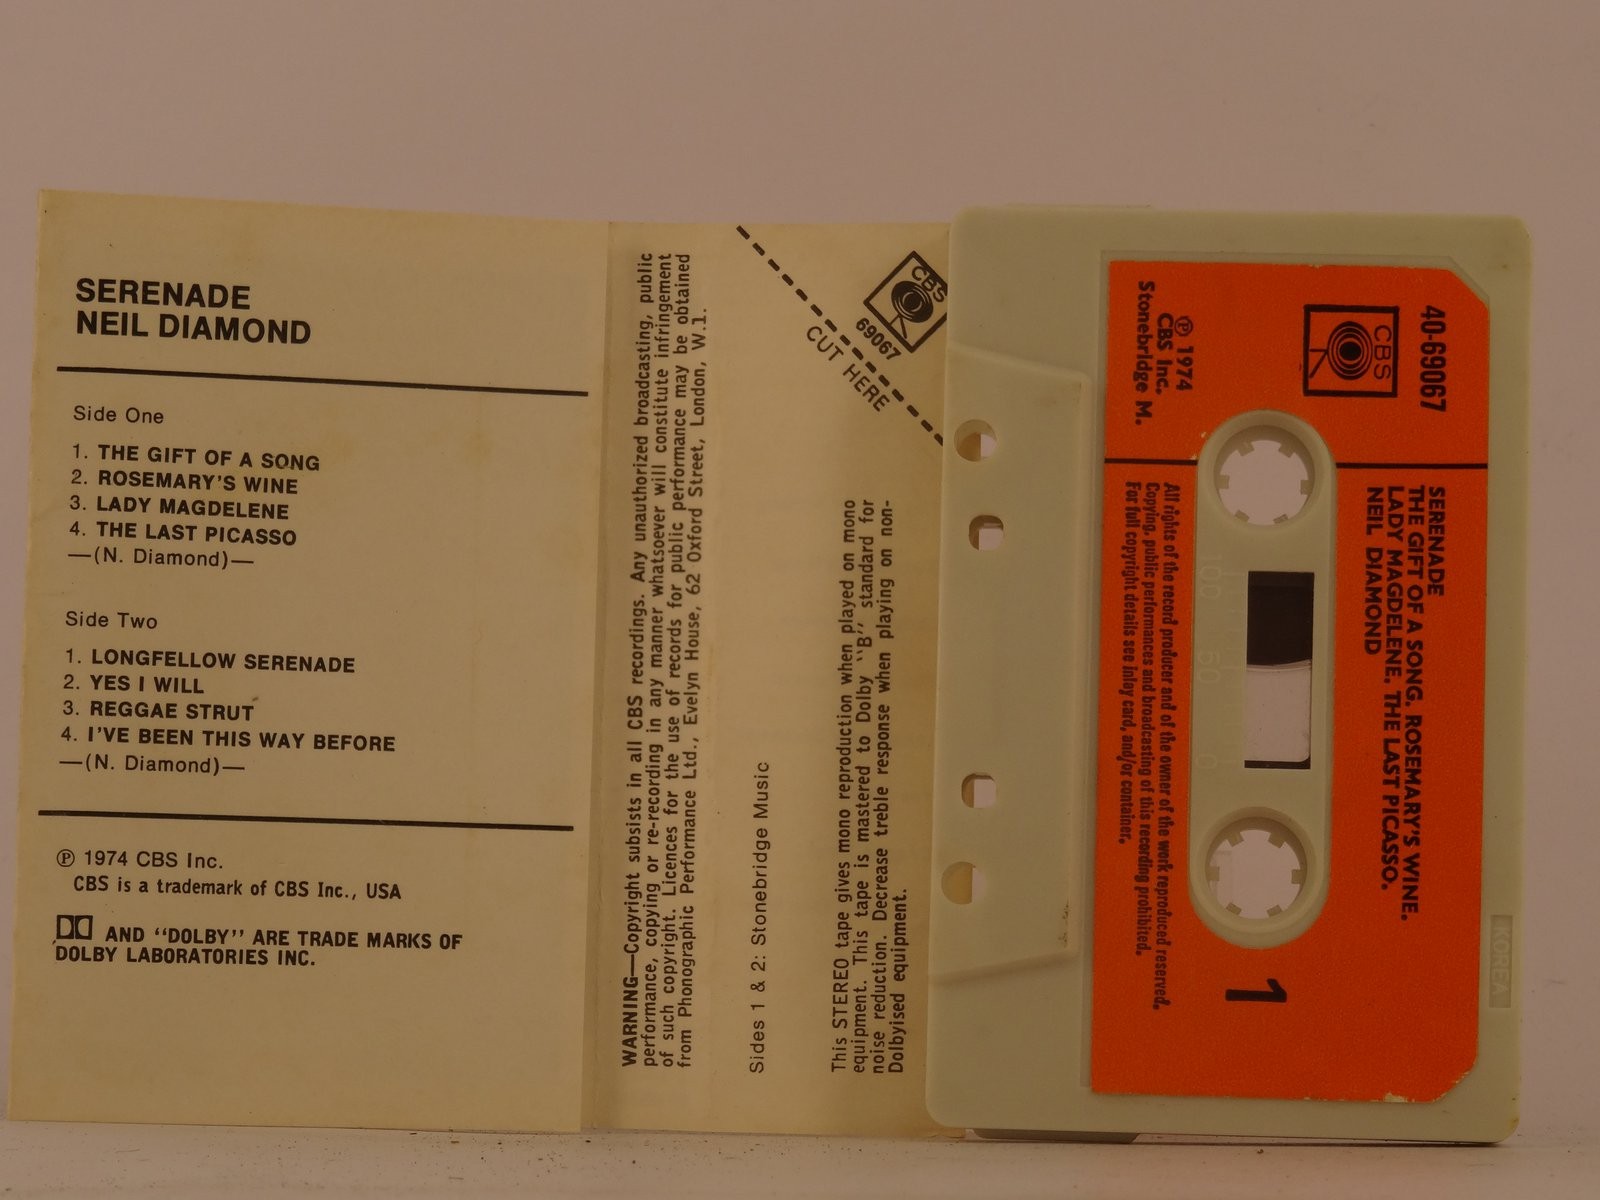 SERENADE
NEIL DIAMOND
Side One
1. THE GIFT OF A SONG
2. ROSEMARY'S WINE
3. LADY MAGDELENE
4. THE LAST PICASSO
—(N. Diamond)—
Side Two
1. LONGFELLOW SERENADE
2. YES I WILL
3. REGGAE STRUT
4. I'VE BEEN THIS WAY BEFORE
—(N. Diamond)—
℗ 1974 CBS Inc.
CBS is a trademark of CBS Inc., USA
AND "DOLBY" ARE TRADE MARKS OF
DOLBY LABORATORIES INC.
WARNING—Copyright subsists in all CBS recordings. Any unauthorized broadcasting, public
performance, copying or re-recording in any manner whatsoever will constitute infringement
of such copyright. Licences for the use of records for public performance may be obtained
from Phonographic Performance Ltd., Evelyn House, 62 Oxford Street, London, W.1.
Sides 1 & 2: Stonebridge Music
This STEREO tape gives mono reproduction when played on mono
equipment. This tape is mastered to Dolby "B" standard for
noise reduction. Decrease treble response when playing on non-
Dolbyised equipment.
CBS
69067
CUT HERE
40-69067
CBS
℗ 1974
CBS Inc.
Stonebridge M.
SERENADE
THE GIFT OF A SONG. ROSEMARY'S WINE.
LADY MAGDELENE. THE LAST PICASSO.
NEIL DIAMOND
100 50 0
All rights of the record producer and of the owner of the work reproduced reserved.
Copying, public performances and broadcasting of this recording prohibited.
For full copyright details see inlay card, and/or container.
1
KOREA